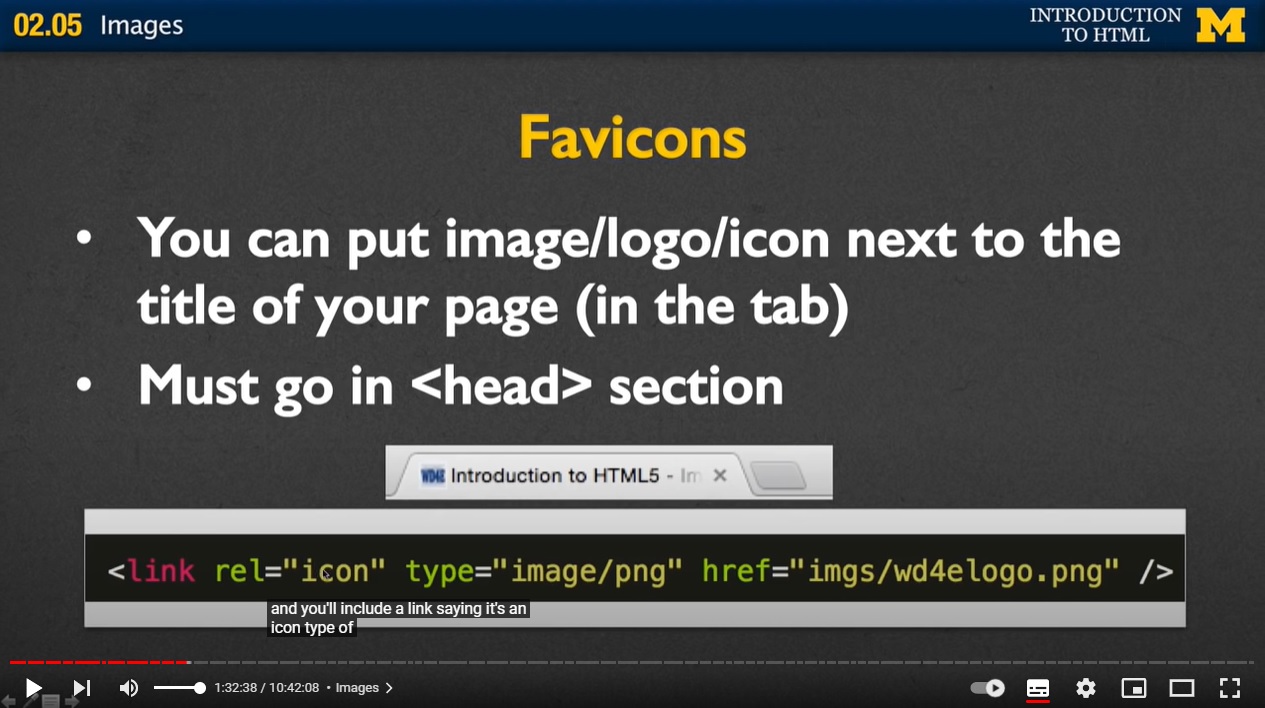 02.05 Images
INTRODUCTION
TO HTML
M
Favicons
• You can put image/logo/icon next to the
title of your page (in the tab)
• Must go in <head> section
WD4E Introduction to HTML5 - Im ×
<link rel="icon" type="image/png" href="imgs/wd4elogo.png" />
and you'll include a link saying it's an
icon type of
1:32:38 / 10:42:08 • Images >